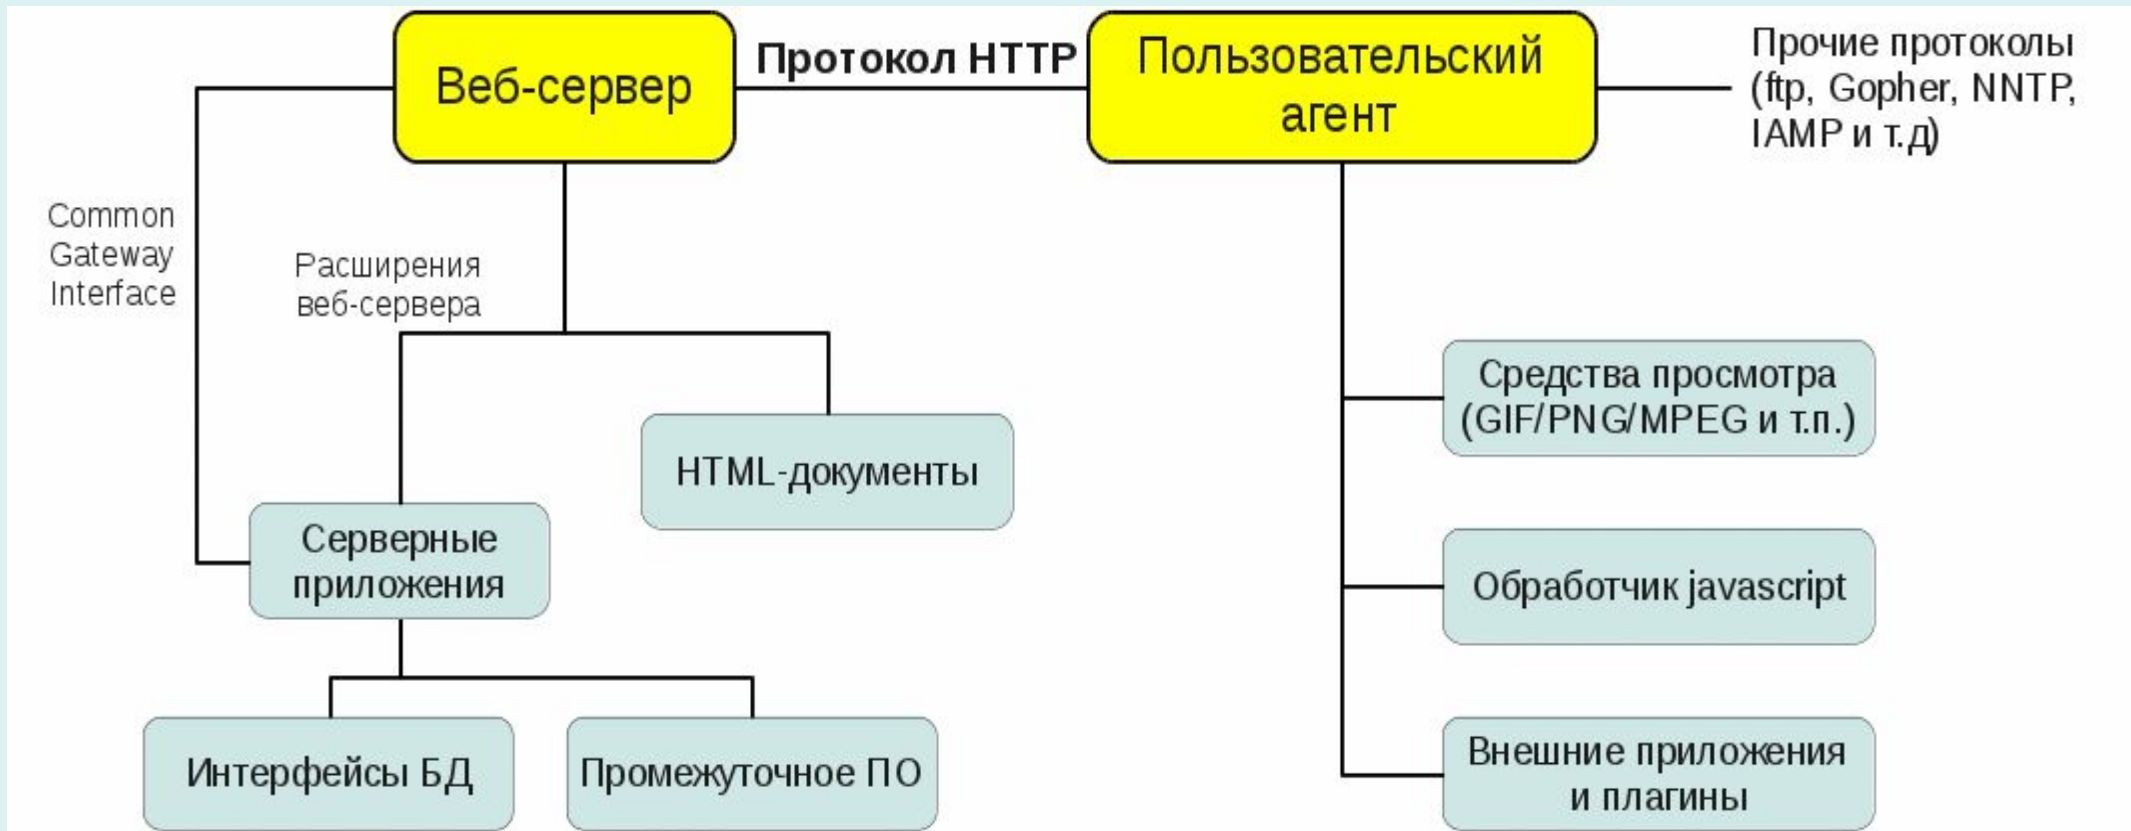 Веб-сервер
Протокол HTTP
Пользовательский
агент
Прочие протоколы
(ftp, Gopher, NNTP,
IAMP и т.д)
Common
Gateway
Interface
Расширения
веб-сервера
Средства просмотра
(GIF/PNG/MPEG и т.п.)
HTML-документы
Серверные
приложения
Обработчик javascript
Интерфейсы БД
Промежуточное ПО
Внешние приложения
и плагины